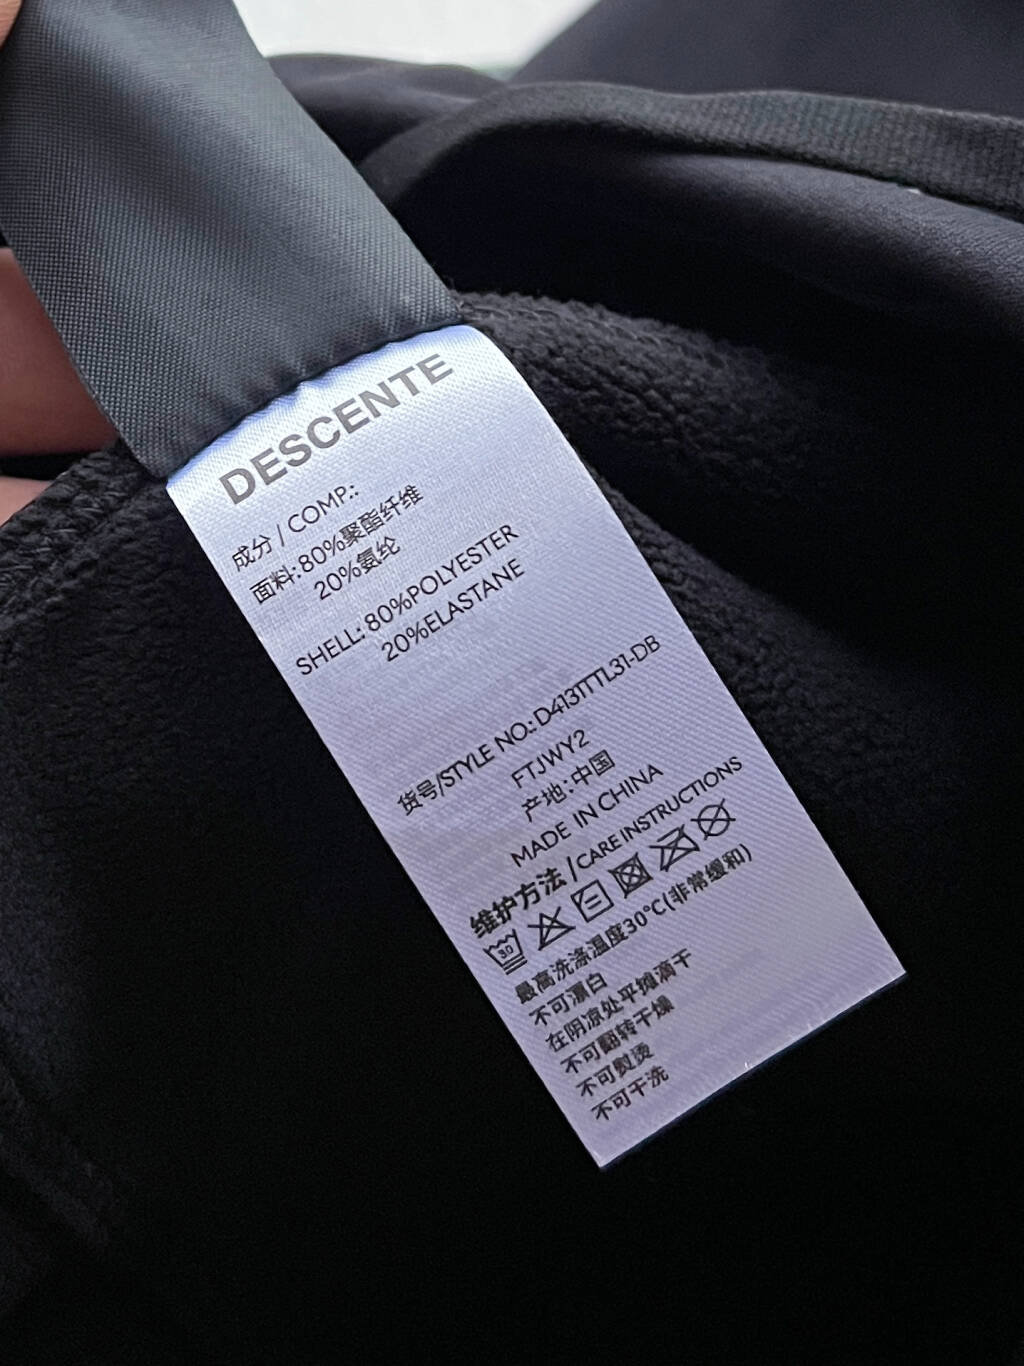 DESCENTE
成分 / COMP.:
面料: 80%聚酯纤维
20%氨纶
SHELL: 80%POLYESTER
20%ELASTANE
货号/STYLE NO.: D4131TTL31-DB
FTJWY2
产地: 中国
MADE IN CHINA
维护方法 /CARE INSTRUCTIONS
30
最高洗涤温度30°C(非常缓和)
不可漂白
在阴凉处平摊滴干
不可翻转干燥
不可熨烫
不可干洗